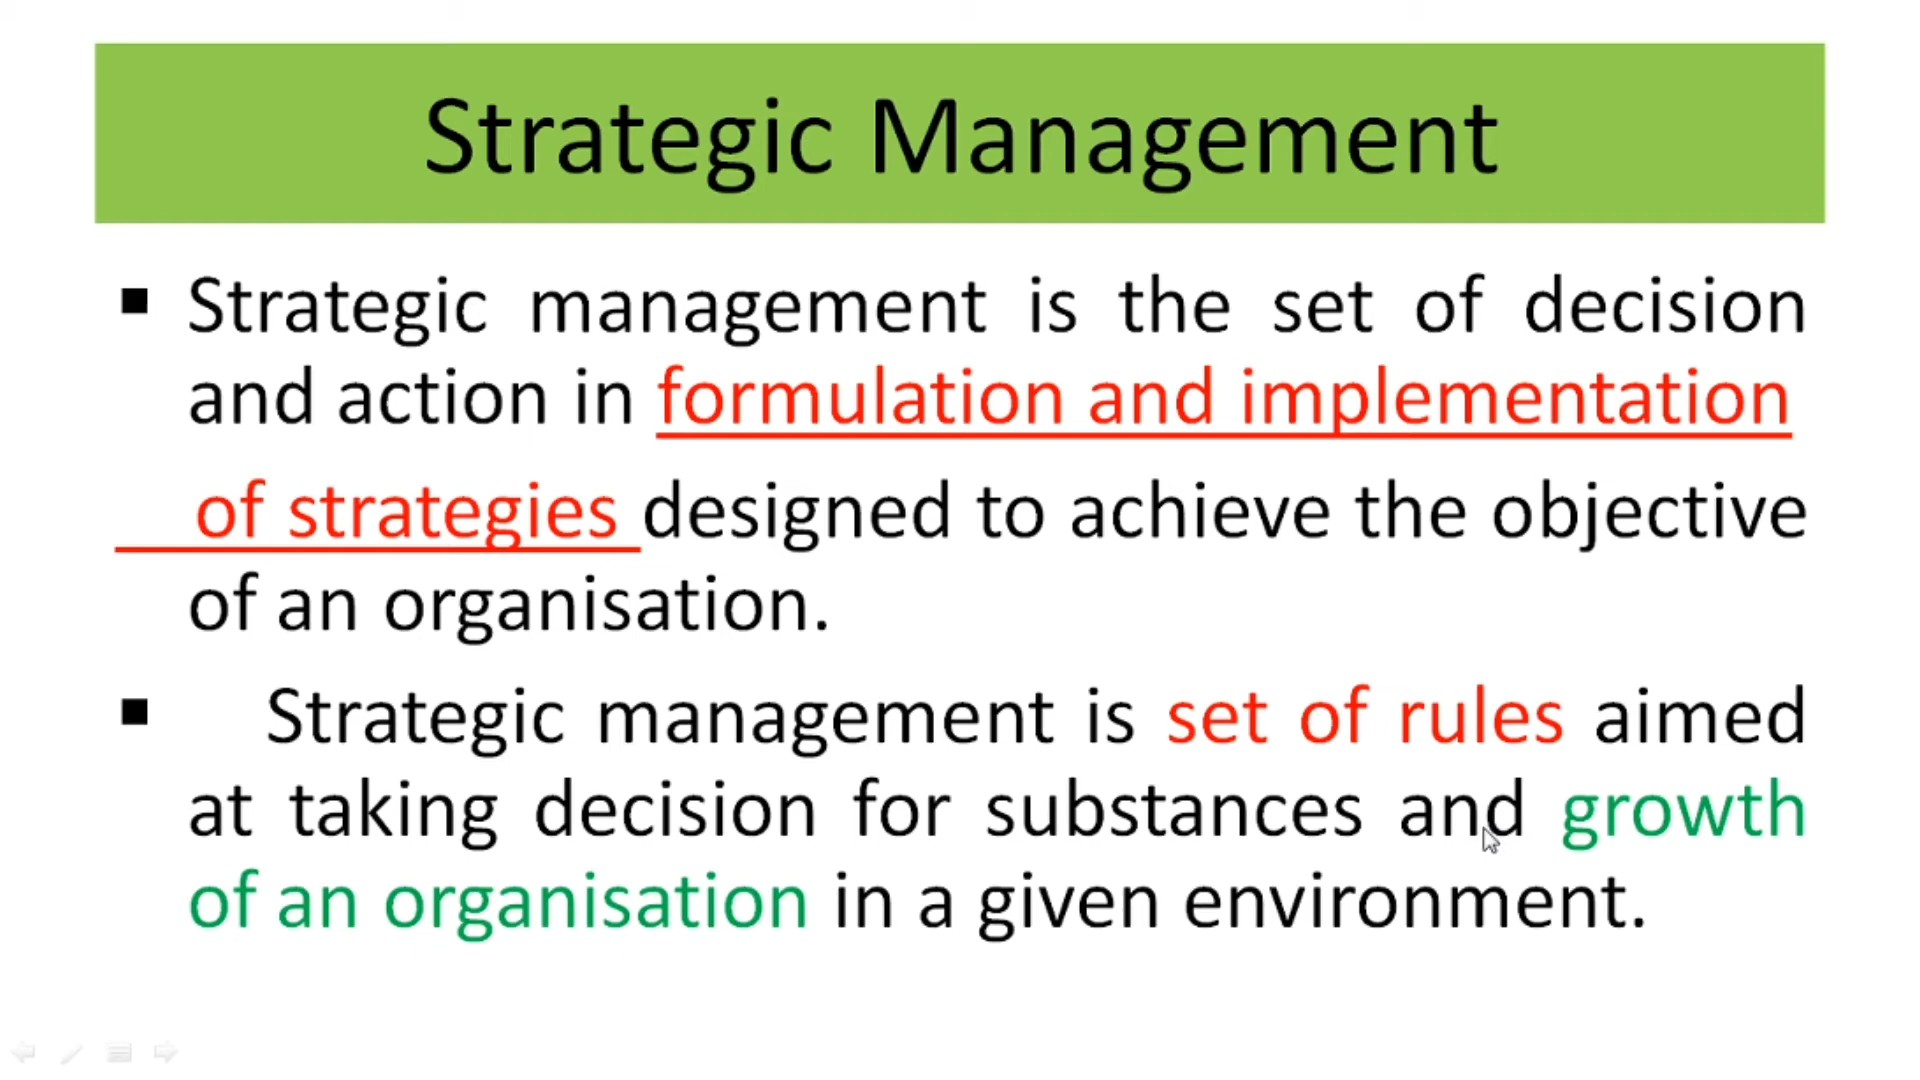 Strategic Management
▪ Strategic management is the set of decision
and action in formulation and implementation
of strategies designed to achieve the objective
of an organisation.
▪ Strategic management is set of rules aimed
at taking decision for substances and growth
of an organisation in a given environment.